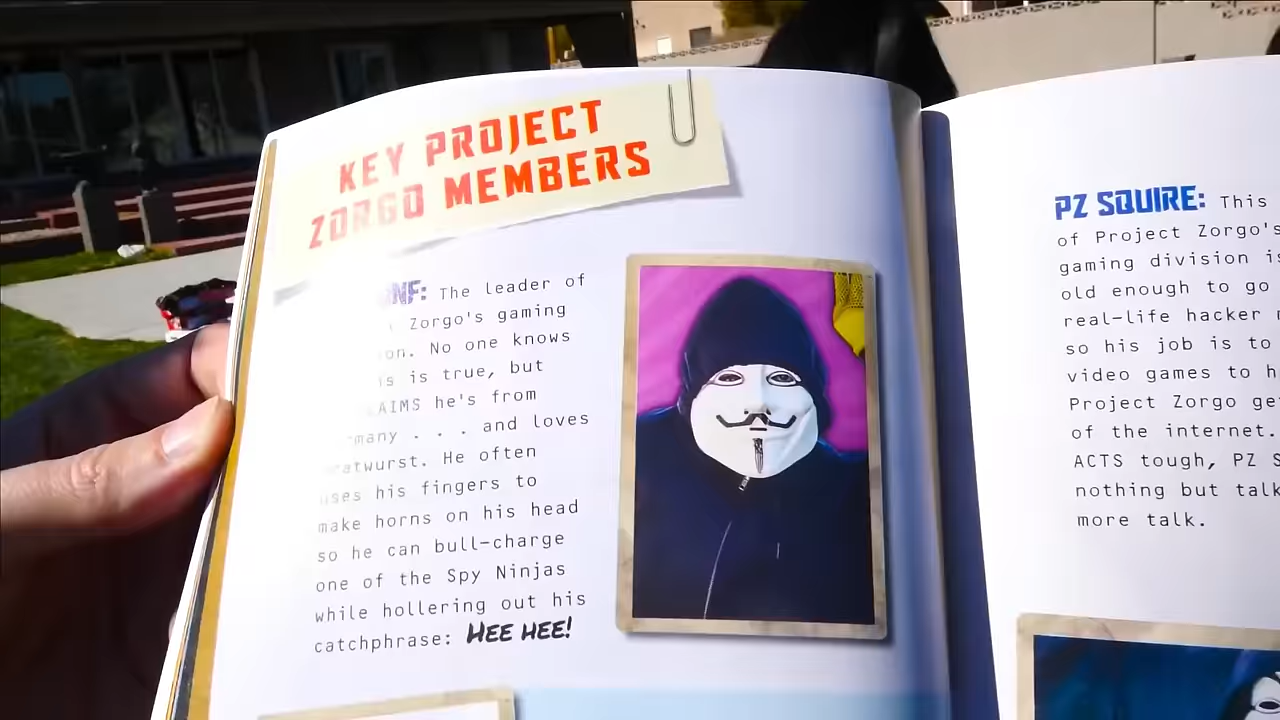 KEY PROJECT
ZORGO MEMBERS
The leader of
Zorgo's gaming
No one knows
is true, but
he's from
. . . and loves
He often
uses his fingers to
make horns on his head
so he can bull-charge
one of the Spy Ninjas
while hollering out his
catchphrase: HEE HEE!
PZ SQUIRE: This
of Project Zorgo's
gaming division is
old enough to go
real-life hacker
so his job is to
video games to
Project Zorgo
of the internet.
ACTS tough, PZ
nothing but talk
more talk.